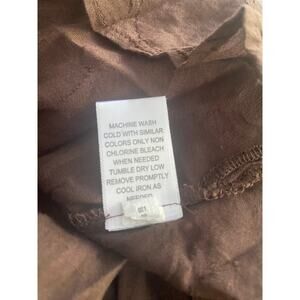 MACHINE WASH
COLD WITH SIMILAR
COLORS ONLY NON
CHLORINE BLEACH
WHEN NEEDED
TUMBLE DRY LOW
REMOVE PROMPTLY
COOL IRON AS
NEEDED